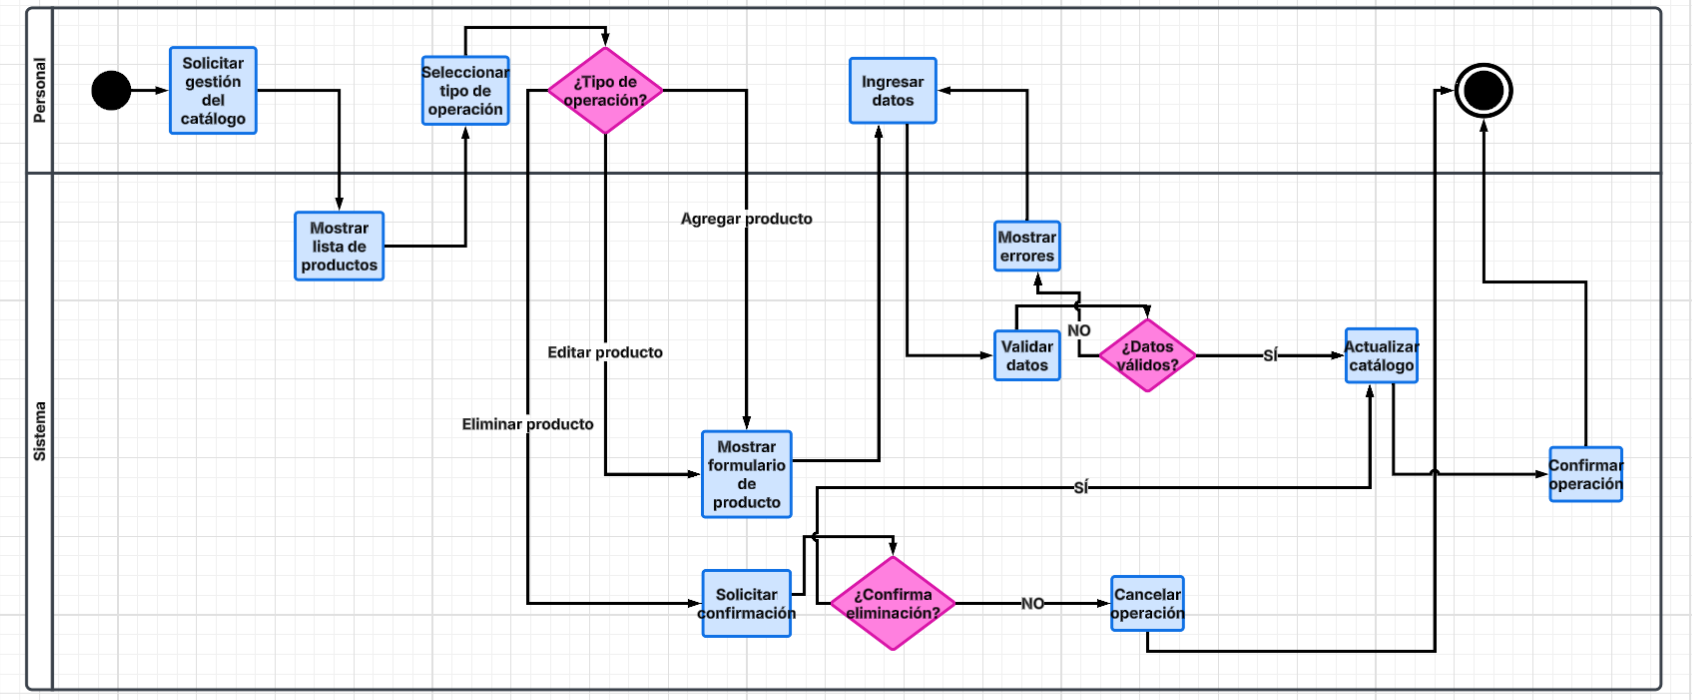 Personal
Solicitar
gestión
del
catálogo
Seleccionar
tipo de
operación
¿Tipo de
operación?
Ingresar
datos
Sistema
Mostrar
lista de
productos
Agregar producto
Mostrar
errores
NO
Validar
datos
¿Datos
válidos?
SÍ
Actualizar
catálogo
Editar producto
Eliminar producto
Mostrar
formulario
de
producto
SÍ
Confirmar
operación
Solicitar
confirmación
¿Confirma
eliminación?
NO
Cancelar
operación